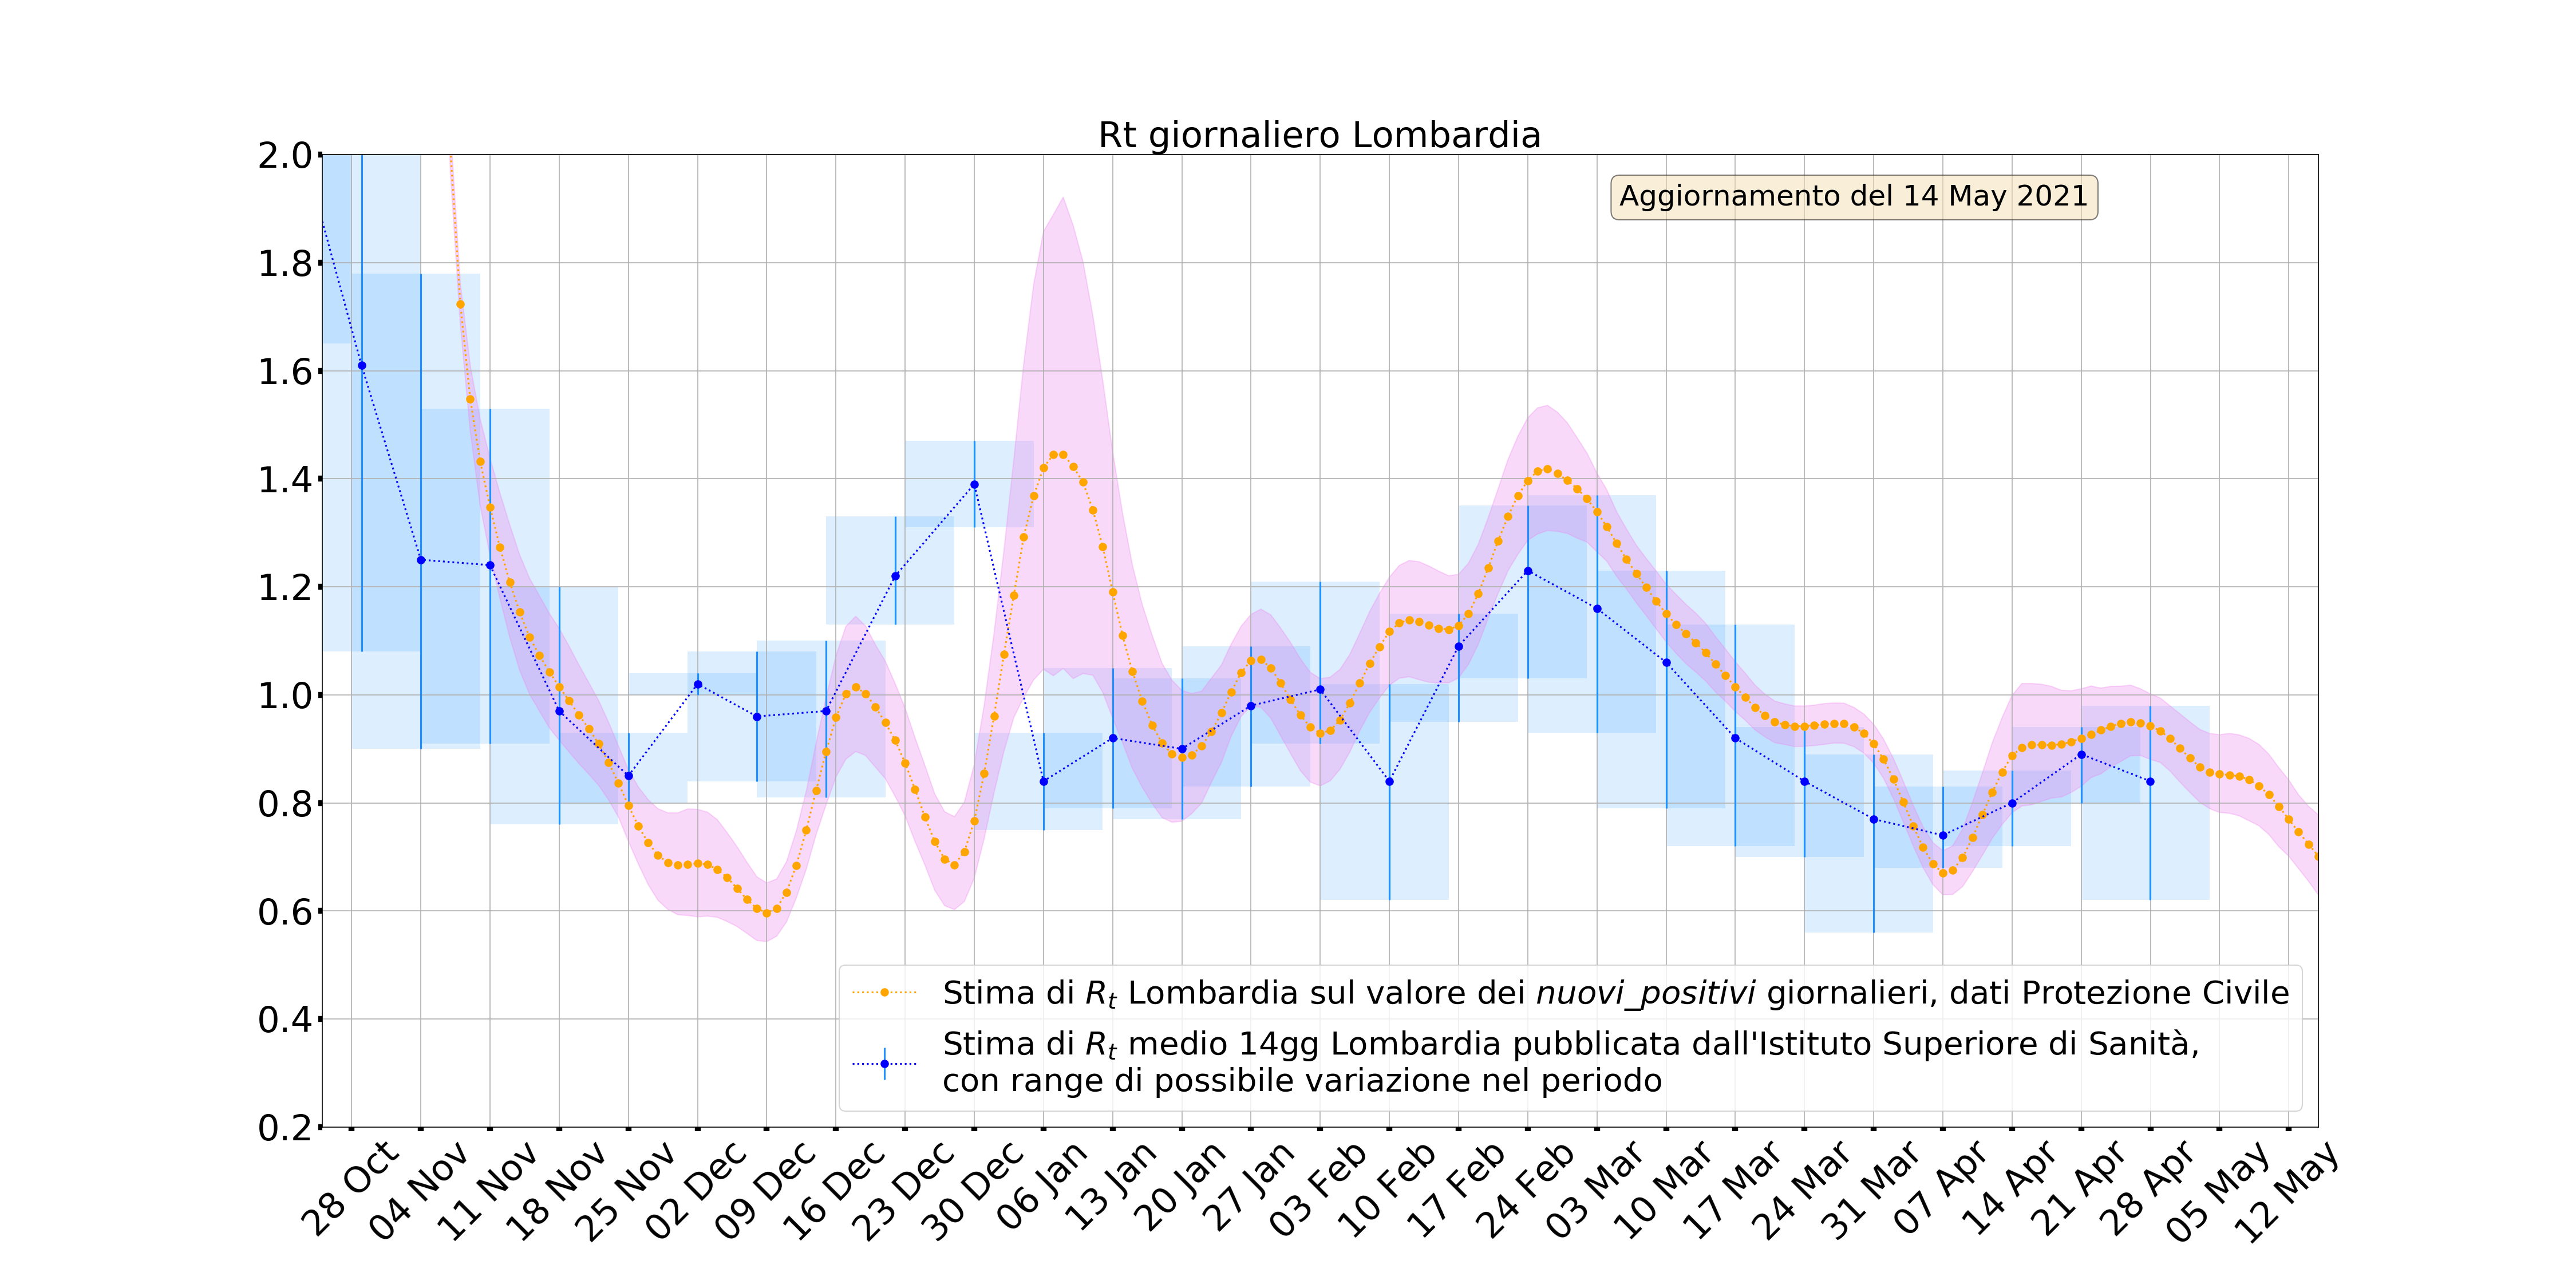 Rt giornaliero Lombardia
Aggiornamento del 14 May 2021
2.0
1.8
1.6
1.4
1.2
1.0
0.8
0.6
0.4
0.2
Stima di Rt Lombardia sul valore dei nuovi_positivi giornalieri, dati Protezione Civile
Stima di Rt medio 14gg Lombardia pubblicata dall'Istituto Superiore di Sanità,
con range di possibile variazione nel periodo
28 Oct
04 Nov
11 Nov
18 Nov
25 Nov
02 Dec
09 Dec
16 Dec
23 Dec
30 Dec
06 Jan
13 Jan
20 Jan
27 Jan
03 Feb
10 Feb
17 Feb
24 Feb
03 Mar
10 Mar
17 Mar
24 Mar
31 Mar
07 Apr
14 Apr
21 Apr
28 Apr
05 May
12 May